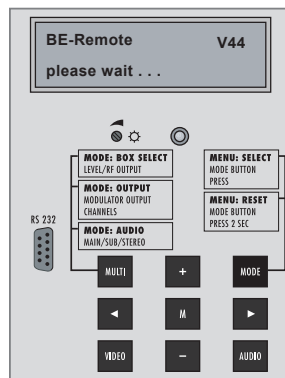 BE-Remote V44
please wait . . .
MODE: BOX SELECT
LEVEL/RF OUTPUT
MODE: OUTPUT
MODULATOR OUTPUT
CHANNELS
MODE: AUDIO
MAIN/SUB/STEREO
MENU: SELECT
MODE BUTTON
PRESS
MENU: RESET
MODE BUTTON
PRESS 2 SEC
RS 232
MULTI + MODE
◄ M ►
VIDEO − AUDIO